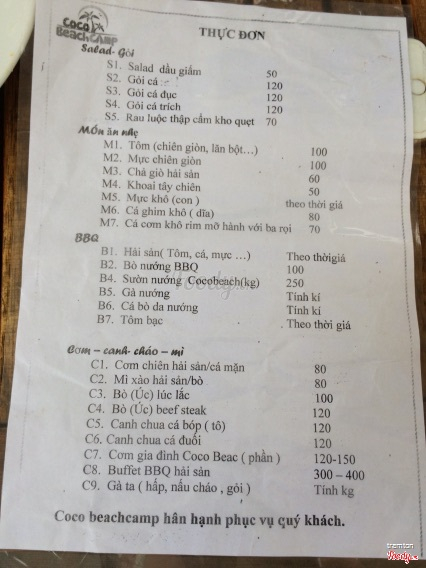 Coco
BeachCamp
THỰC ĐƠN
Salad- Gỏi
S1. Salad dầu giấm 50
S2. Gỏi cá 120
S3. Gỏi cá đục 120
S4. Gỏi cá trích 120
S5. Rau luộc thập cẩm kho quẹt 70
Món ăn nhẹ
M1. Tôm (chiên giòn, lăn bột...) 100
M2. Mực chiên giòn 100
M3. Chả giò hải sản 60
M4. Khoai tây chiên 50
M5. Mực khô (con ) theo thời giá
M6. Cá ghim khô ( dĩa) 80
M7. Cá cơm khô rim mỡ hành với ba rọi 70
BBQ
B1. Hải sản( Tôm, cá, mực ...) Theo thờigiá
B2. Bò nướng BBQ 100
B4. Sườn nướng Cocobeach(kg) 250
B5. Gà nướng Tính kí
B6. Cá bò da nướng Tính kí
B7. Tôm bạc Theo thời giá
Cơm – canh- cháo – mì
C1. Cơm chiên hải sản/cá mặn 80
C2. Mì xào hải sản/bò 80
C3. Bò (Úc) lúc lắc 100
C4. Bò (Úc) beef steak 120
C5. Canh chua cá bóp ( tô) 120
C6. Canh chua cá đuối 120
C7. Cơm gia đình Coco Beac ( phần ) 120-150
C8. Buffet BBQ hải sản 300 – 400
C9. Gà ta ( hấp, nấu cháo , gỏi ) Tính kg
Coco beachcamp hân hạnh phục vụ quý khách.
Foody.vn